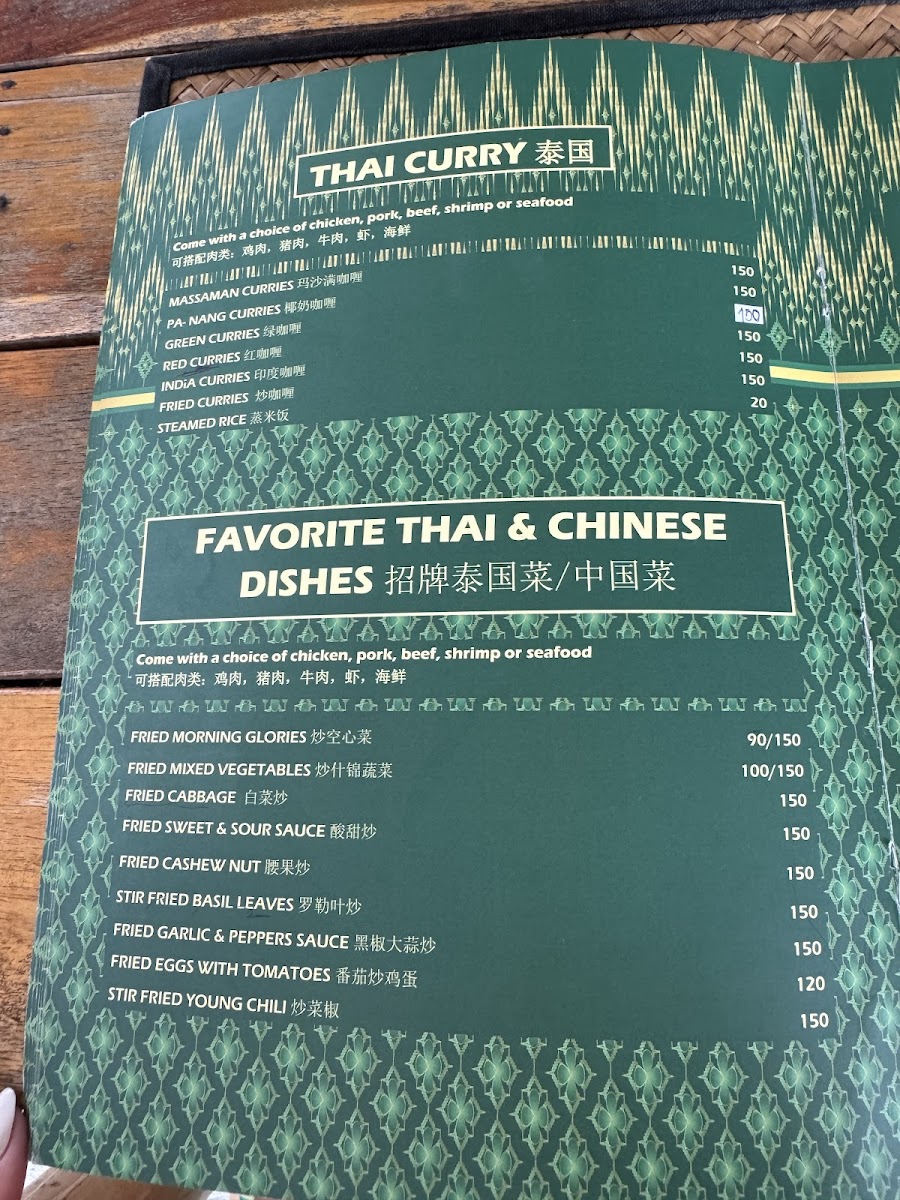 THAI CURRY 泰国
Come with a choice of chicken, pork, beef, shrimp or seafood
可搭配肉类：鸡肉，猪肉，牛肉，虾，海鲜
MASSAMAN CURRIES 玛沙满咖喱 150
PA- NANG CURRIES 椰奶咖喱 150
GREEN CURRIES 绿咖喱
RED CURRIES 红咖喱 150
INDiA CURRIES 印度咖喱 150
FRIED CURRIES 炒咖喱 150
STEAMED RICE 蒸米饭 20
FAVORITE THAI & CHINESE
DISHES 招牌泰国菜/中国菜
Come with a choice of chicken, pork, beef, shrimp or seafood
可搭配肉类：鸡肉，猪肉，牛肉，虾，海鲜
FRIED MORNING GLORIES 炒空心菜 90/150
FRIED MIXED VEGETABLES 炒什锦蔬菜 100/150
FRIED CABBAGE 白菜炒 150
FRIED SWEET & SOUR SAUCE 酸甜炒 150
FRIED CASHEW NUT 腰果炒 150
STIR FRIED BASIL LEAVES 罗勒叶炒 150
FRIED GARLIC & PEPPERS SAUCE 黑椒大蒜炒 150
FRIED EGGS WITH TOMATOES 番茄炒鸡蛋 120
STIR FRIED YOUNG CHILI 炒菜椒 150